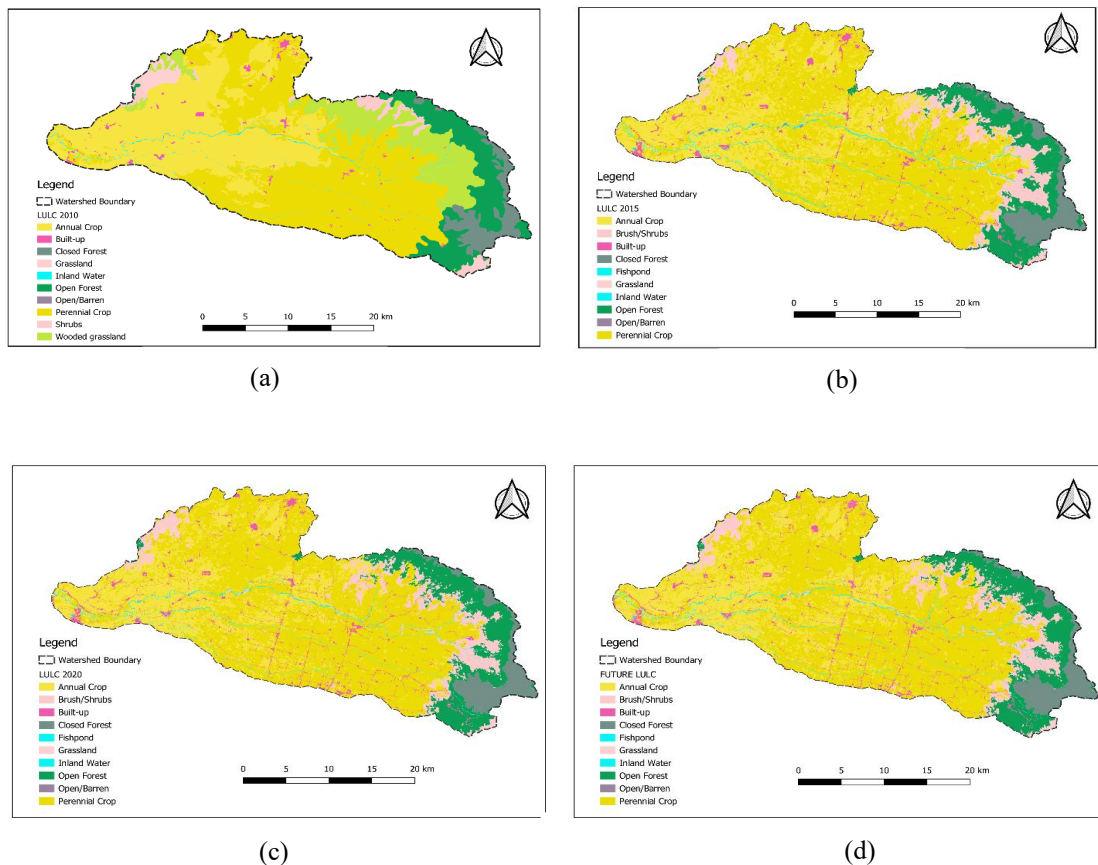 Legend
Watershed Boundary
LULC 2010
Annual Crop
Built-up
Closed Forest
Grassland
Inland Water
Open Forest
Open/Barren
Perennial Crop
Shrubs
Wooded grassland
0 5 10 15 20 km
(a)
Legend
Watershed Boundary
LULC 2015
Annual Crop
Brush/Shrubs
Built-up
Closed Forest
Fishpond
Grassland
Inland Water
Open Forest
Open/Barren
Perennial Crop
0 5 10 15 20 km
(b)
Legend
Watershed Boundary
LULC 2020
Annual Crop
Brush/Shrubs
Built-up
Closed Forest
Fishpond
Grassland
Inland Water
Open Forest
Open/Barren
Perennial Crop
0 5 10 15 20 km
(c)
Legend
Watershed Boundary
FUTURE LULC
Annual Crop
Brush/Shrubs
Built-up
Closed Forest
Fishpond
Grassland
Inland Water
Open Forest
Open/Barren
Perennial Crop
0 5 10 15 20 km
(d)